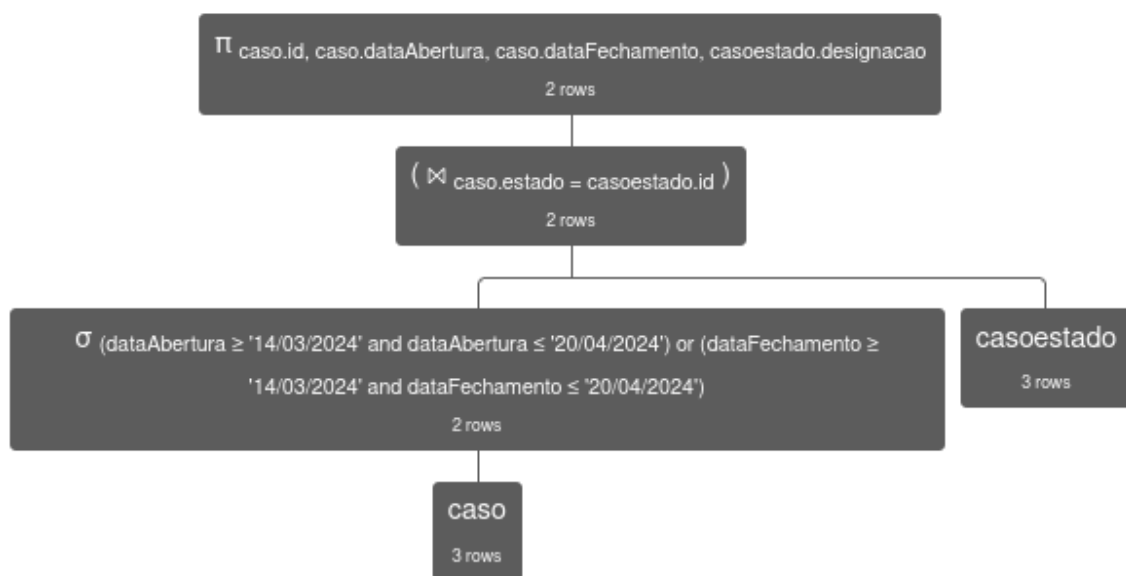 π caso.id, caso.dataAbertura, caso.dataFechamento, casoestado.designacao
2 rows
( ⋈ caso.estado = casoestado.id )
2 rows
σ (dataAbertura ≥ '14/03/2024' and dataAbertura ≤ '20/04/2024') or (dataFechamento ≥
'14/03/2024' and dataFechamento ≤ '20/04/2024')
2 rows
casoestado
3 rows
caso
3 rows